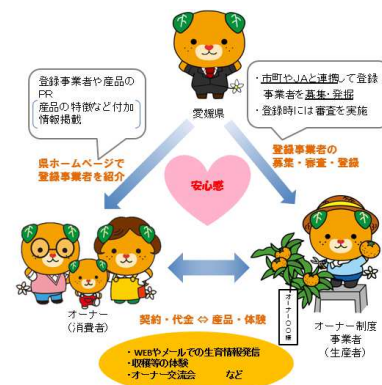 登録事業者や産品の
PR
産品の特徴など付加
情報掲載
愛媛県
・市町やJAと連携して登録
事業者を募集・発掘
・登録時には審査を実施
県ホームページで
登録事業者を紹介
登録事業者の
募集・審査・登録
安心感
オーナー〇〇様
オーナー
（消費者）
オーナー制度
事業者
（生産者）
契約・代金 ⇔ 産品・体験
・WEBやメールでの生育情報発信
・収穫等の体験
・オーナー交流会　　など